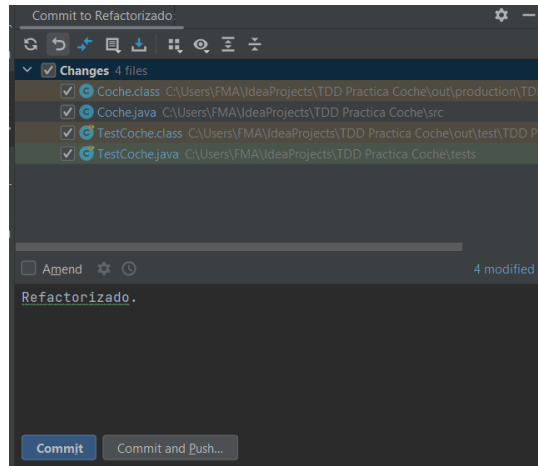 Commit to Refactorizado
Changes 4 files
Coche.class C:\Users\FMA\IdeaProjects\TDD Practica Coche\out\production\TD
Coche.java C:\Users\FMA\IdeaProjects\TDD Practica Coche\src
TestCoche.class C:\Users\FMA\IdeaProjects\TDD Practica Coche\out\test\TDD P
TestCoche.java C:\Users\FMA\IdeaProjects\TDD Practica Coche\tests
Amend 4 modified
Refactorizado.
Commit Commit and Push...